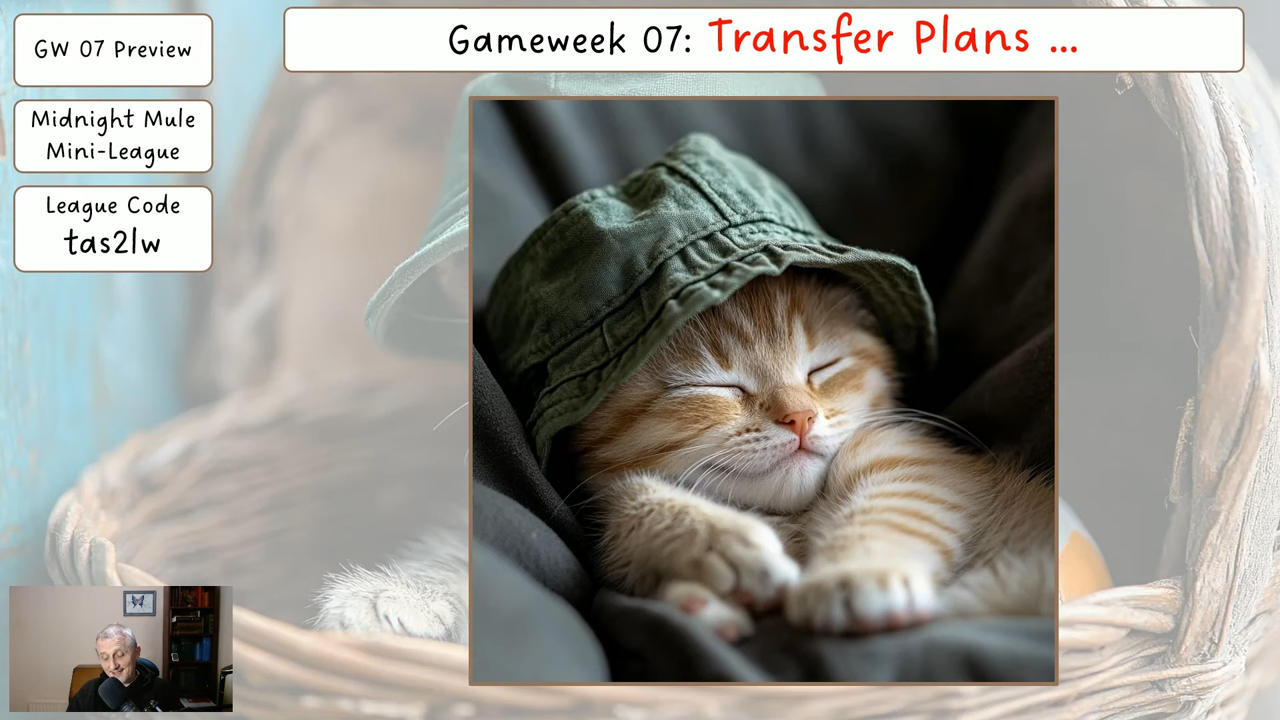 GW 07 Preview
Gameweek 07: Transfer Plans ...
Midnight Mule
Mini-League
League Code
tas2lw